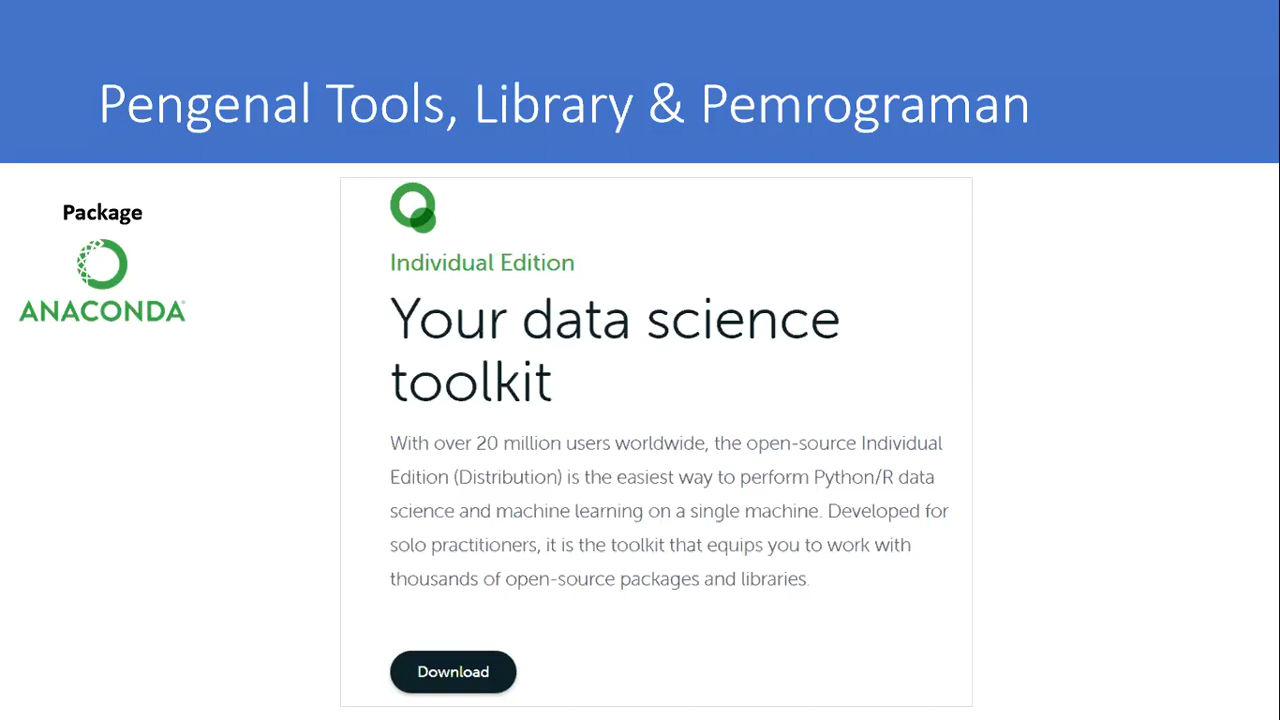 Pengenal Tools, Library & Pemrograman
Package
ANACONDA
Individual Edition
Your data science
toolkit
With over 20 million users worldwide, the open-source Individual
Edition (Distribution) is the easiest way to perform Python/R data
science and machine learning on a single machine. Developed for
solo practitioners, it is the toolkit that equips you to work with
thousands of open-source packages and libraries.
Download